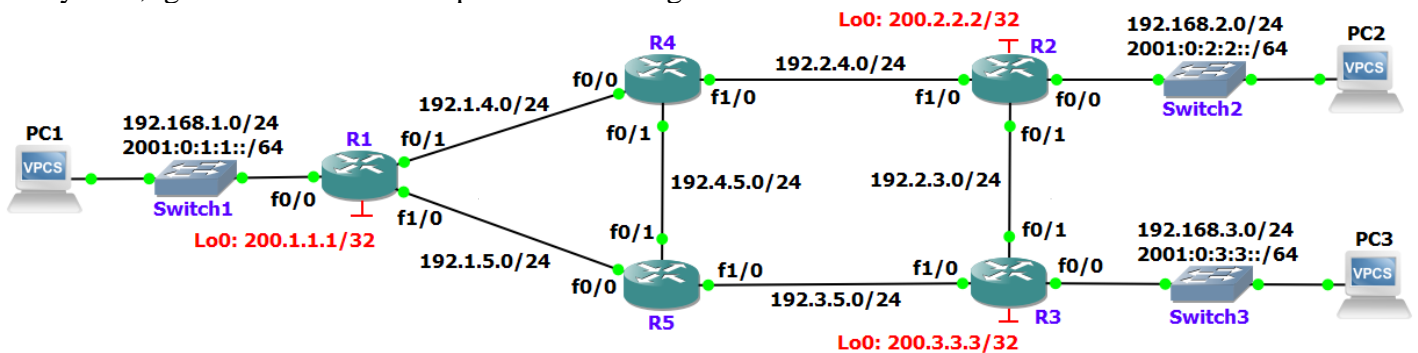 Lo0: 200.2.2.2/32
192.168.2.0/24
2001:0:2:2::/64
PC2
VPCS
R4
R2
192.2.4.0/24
f0/0
f1/0
f1/0
f0/0
Switch2
192.1.4.0/24
f0/1
f0/1
192.168.1.0/24
2001:0:1:1::/64
PC1
VPCS
R1
f0/1
192.4.5.0/24
192.2.3.0/24
Switch1
f0/0
f1/0
Lo0: 200.1.1.1/32
192.1.5.0/24
f0/1
f0/1
192.168.3.0/24
2001:0:3:3::/64
PC3
VPCS
f0/0
f1/0
f1/0
f0/0
192.3.5.0/24
R5
R3
Switch3
Lo0: 200.3.3.3/32